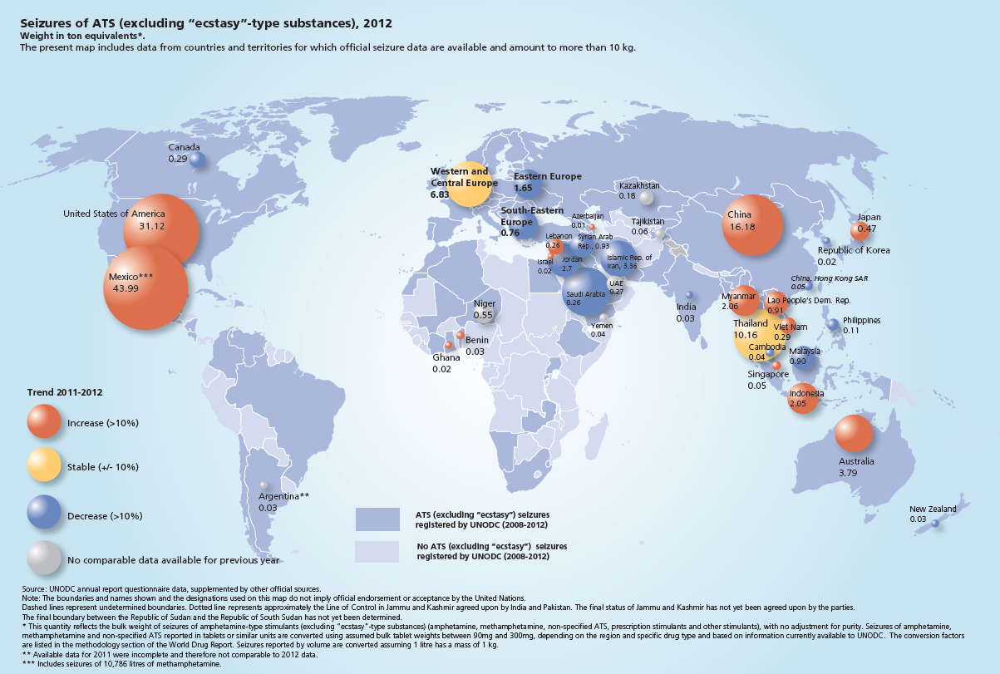 Seizures of ATS (excluding “ecstasy”-type substances), 2012
Weight in ton equivalents*.
The present map includes data from countries and territories for which official seizure data are available and amount to more than 10 kg.
Canada
0.29
United States of America
31.12
Mexico***
43.99
Western and
Central Europe
6.83
Eastern Europe
1.65
South-Eastern
Europe
0.76
Kazakhstan
0.18
Azerbaijan
0.01
Tajikistan
0.06
Lebanon
0.26
Syrian Arab
Rep., 0.93
Israel
0.02
Jordan
2.7
Islamic Rep. of
Iran, 3.36
Saudi Arabia
8.26
UAE
0.27
Yemen
0.04
Niger
0.55
Benin
0.03
Ghana
0.02
China
16.18
Japan
0.47
Republic of Korea
0.02
China, Hong Kong SAR
0.05
India
0.03
Myanmar
2.06
Lao People’s Dem. Rep.
0.91
Thailand
10.16
Viet Nam
0.29
Cambodia
0.04
Philippines
0.11
Malaysia
0.90
Singapore
0.05
Indonesia
2.05
Australia
3.79
New Zealand
0.03
Argentina**
0.03
Trend 2011-2012
Increase (>10%)
Stable (+/- 10%)
Decrease (>10%)
No comparable data available for previous year
ATS (excluding “ecstasy”) seizures
registered by UNODC (2008-2012)
No ATS (excluding “ecstasy”) seizures
registered by UNODC (2008-2012)
Source: UNODC annual report questionnaire data, supplemented by other official sources.
Note: The boundaries and names shown and the designations used on this map do not imply official endorsement or acceptance by the United Nations.
Dashed lines represent undetermined boundaries. Dotted line represents approximately the Line of Control in Jammu and Kashmir agreed upon by India and Pakistan. The final status of Jammu and Kashmir has not yet been agreed upon by the parties.
The final boundary between the Republic of Sudan and the Republic of South Sudan has not yet been determined.
* This quantity reflects the bulk weight of seizures of amphetamine-type stimulants (excluding “ecstasy”-type substances) (amphetamine, methamphetamine, non-specified ATS, prescription stimulants and other stimulants), with no adjustment for purity. Seizures of amphetamine,
methamphetamine and non-specified ATS reported in tablets or similar units are converted using assumed bulk tablet weights between 90mg and 300mg, depending on the region and specific drug type and based on information currently available to UNODC. The conversion factors
are listed in the methodology section of the World Drug Report. Seizures reported by volume are converted assuming 1 litre has a mass of 1 kg.
** Available data for 2011 were incomplete and therefore not comparable to 2012 data.
*** Includes seizures of 10,786 litres of methamphetamine.